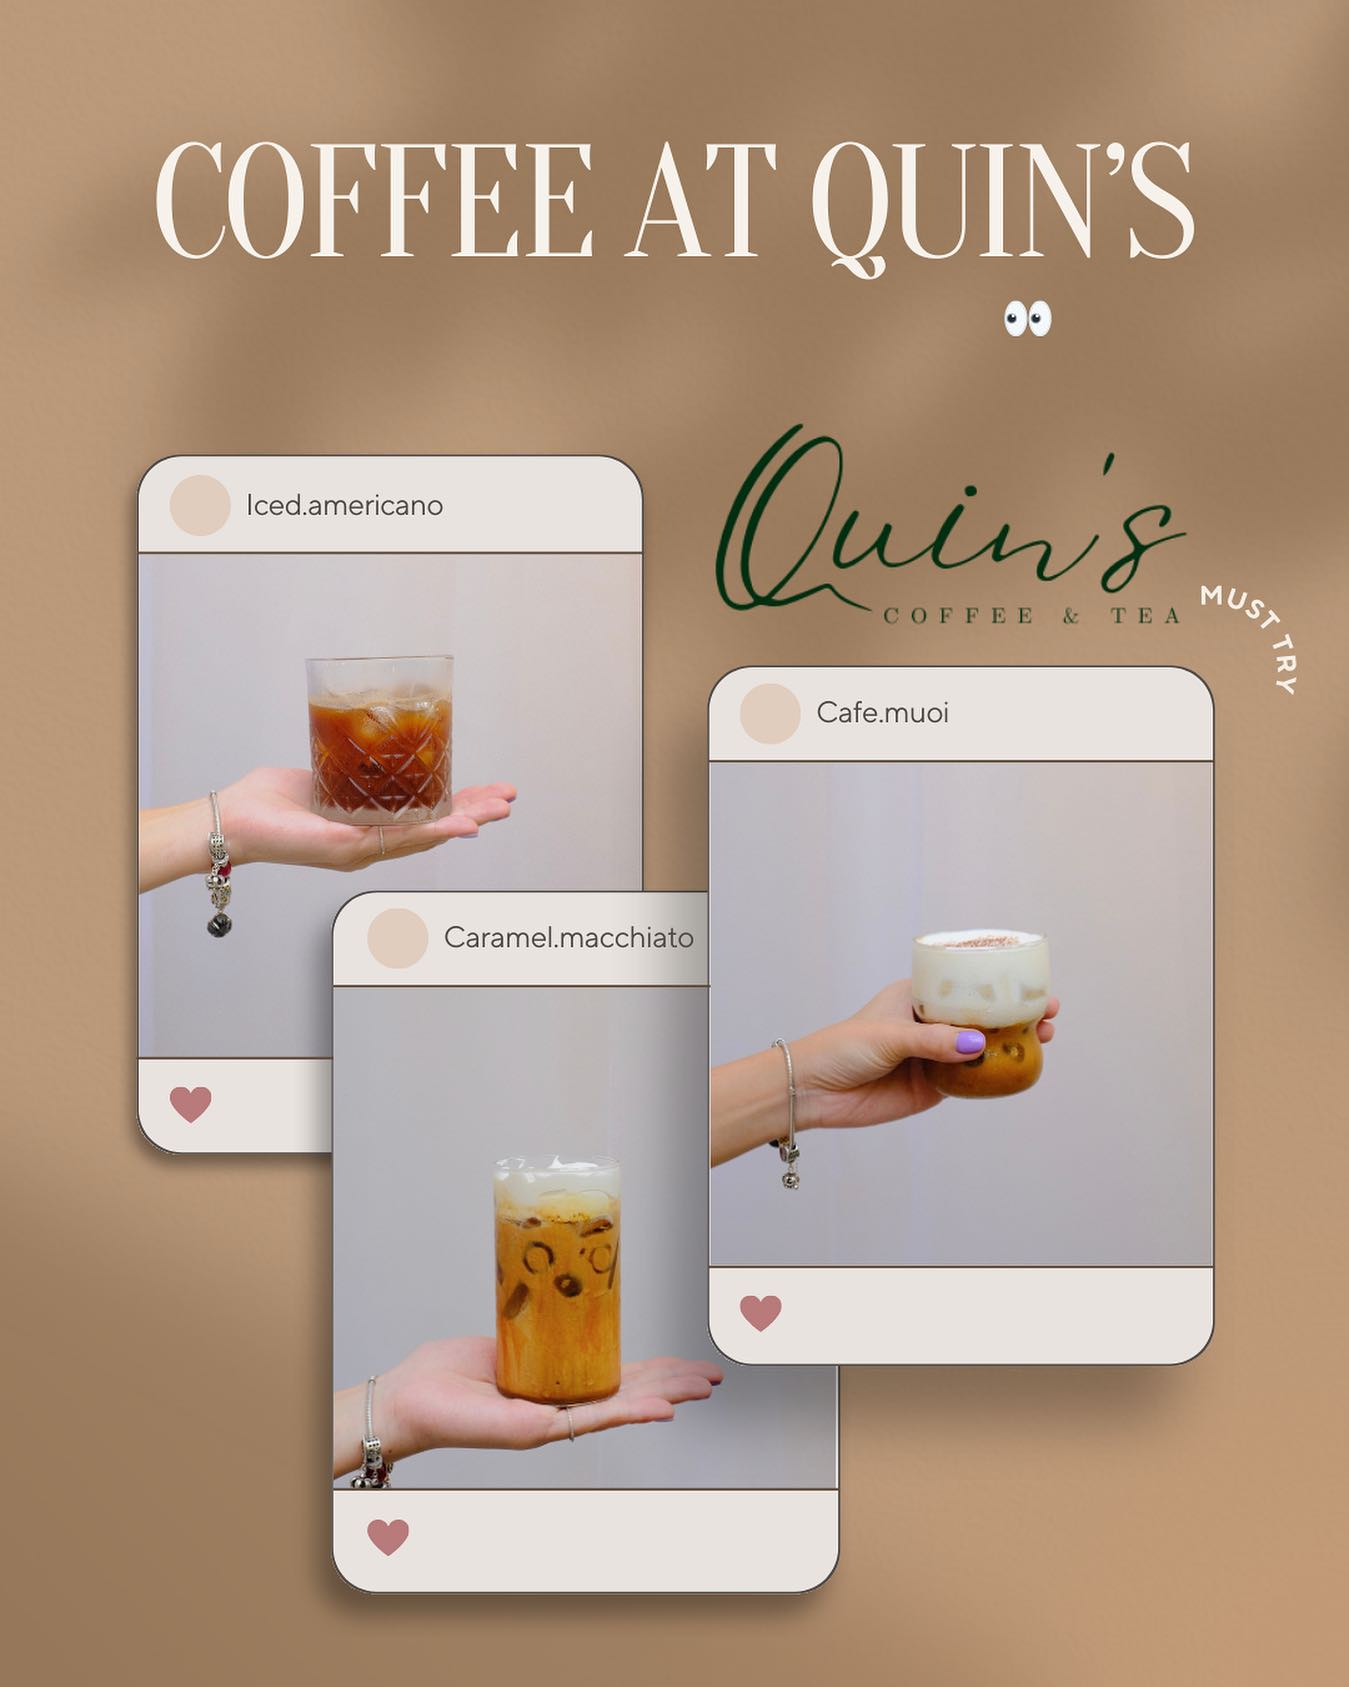 COFFEE AT QUIN’S
👀
Quin's
COFFEE & TEA
MUST TRY
Iced.americano
Cafe.muoi
Caramel.macchiato